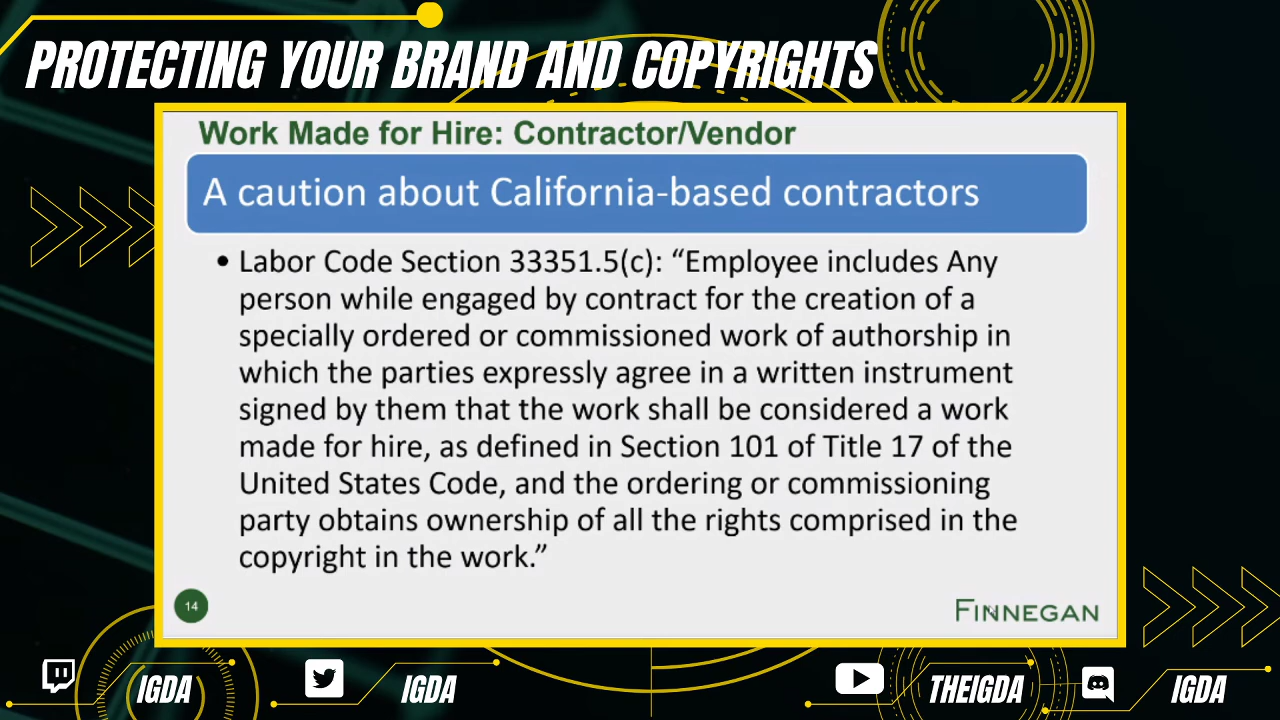 PROTECTING YOUR BRAND AND COPYRIGHTS
Work Made for Hire: Contractor/Vendor
A caution about California-based contractors
• Labor Code Section 33351.5(c): “Employee includes Any
person while engaged by contract for the creation of a
specially ordered or commissioned work of authorship in
which the parties expressly agree in a written instrument
signed by them that the work shall be considered a work
made for hire, as defined in Section 101 of Title 17 of the
United States Code, and the ordering or commissioning
party obtains ownership of all the rights comprised in the
copyright in the work.”
14
FINNEGAN
IGDA
IGDA
THEIGDA
IGDA